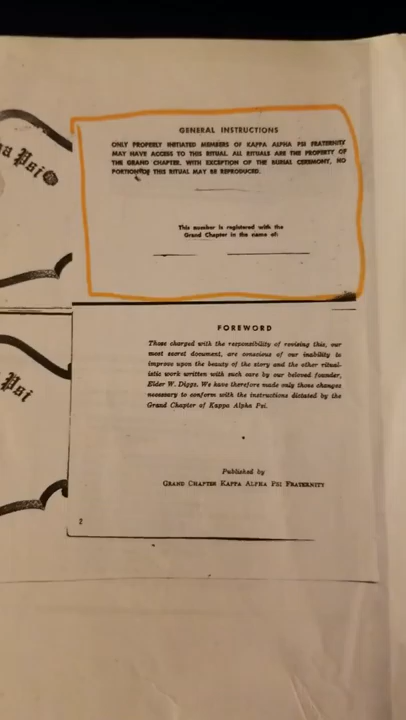 GENERAL INSTRUCTIONS
ONLY PROPERLY INITIATED MEMBERS OF KAPPA ALPHA PSI FRATERNITY
MAY HAVE ACCESS TO THIS RITUAL. ALL RITUALS ARE THE PROPERTY OF
THE GRAND CHAPTER. WITH EXCEPTION OF THE BURIAL CEREMONY, NO
PORTION OF THIS RITUAL MAY BE REPRODUCED.
pa Psi
This number is registered with the
Grand Chapter in the name of:
FOREWORD
Those charged with the responsibility of revising this, our
most secret document, are conscious of our inability to
improve upon the beauty of the story and the other ritual-
istic work written with such care by our beloved founder,
Elder W. Diggs. We have therefore made only those changes
necessary to conform with the instructions dictated by the
Grand Chapter of Kappa Alpha Psi.
Psi
Published by
GRAND CHAPTER KAPPA ALPHA PSI FRATERNITY
2